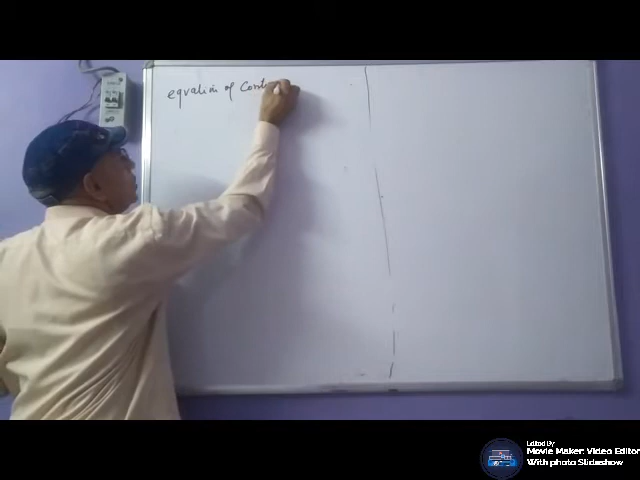 equation of Cont
Edited By
Movie Maker: Video Editor
With photo Slideshow